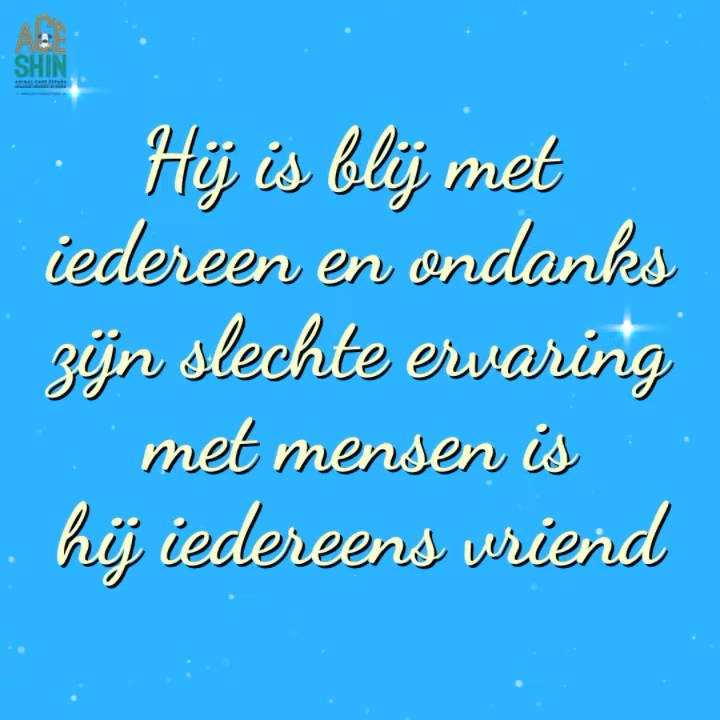 ACE
SHIN
Hij is blij met
iedereen en ondanks
zijn slechte ervaring
met mensen is
hij iedereens vriend